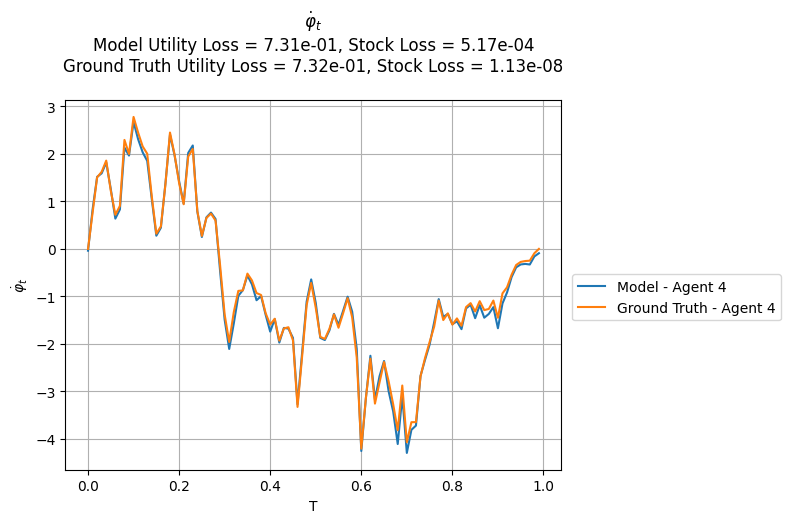 φ̇ₜ
Model Utility Loss = 7.31e-01, Stock Loss = 5.17e-04
Ground Truth Utility Loss = 7.32e-01, Stock Loss = 1.13e-08
3
2
1
0
−1
−2
−3
−4
φ̇ₜ
0.0
0.2
0.4
0.6
0.8
1.0
T
Model - Agent 4
Ground Truth - Agent 4